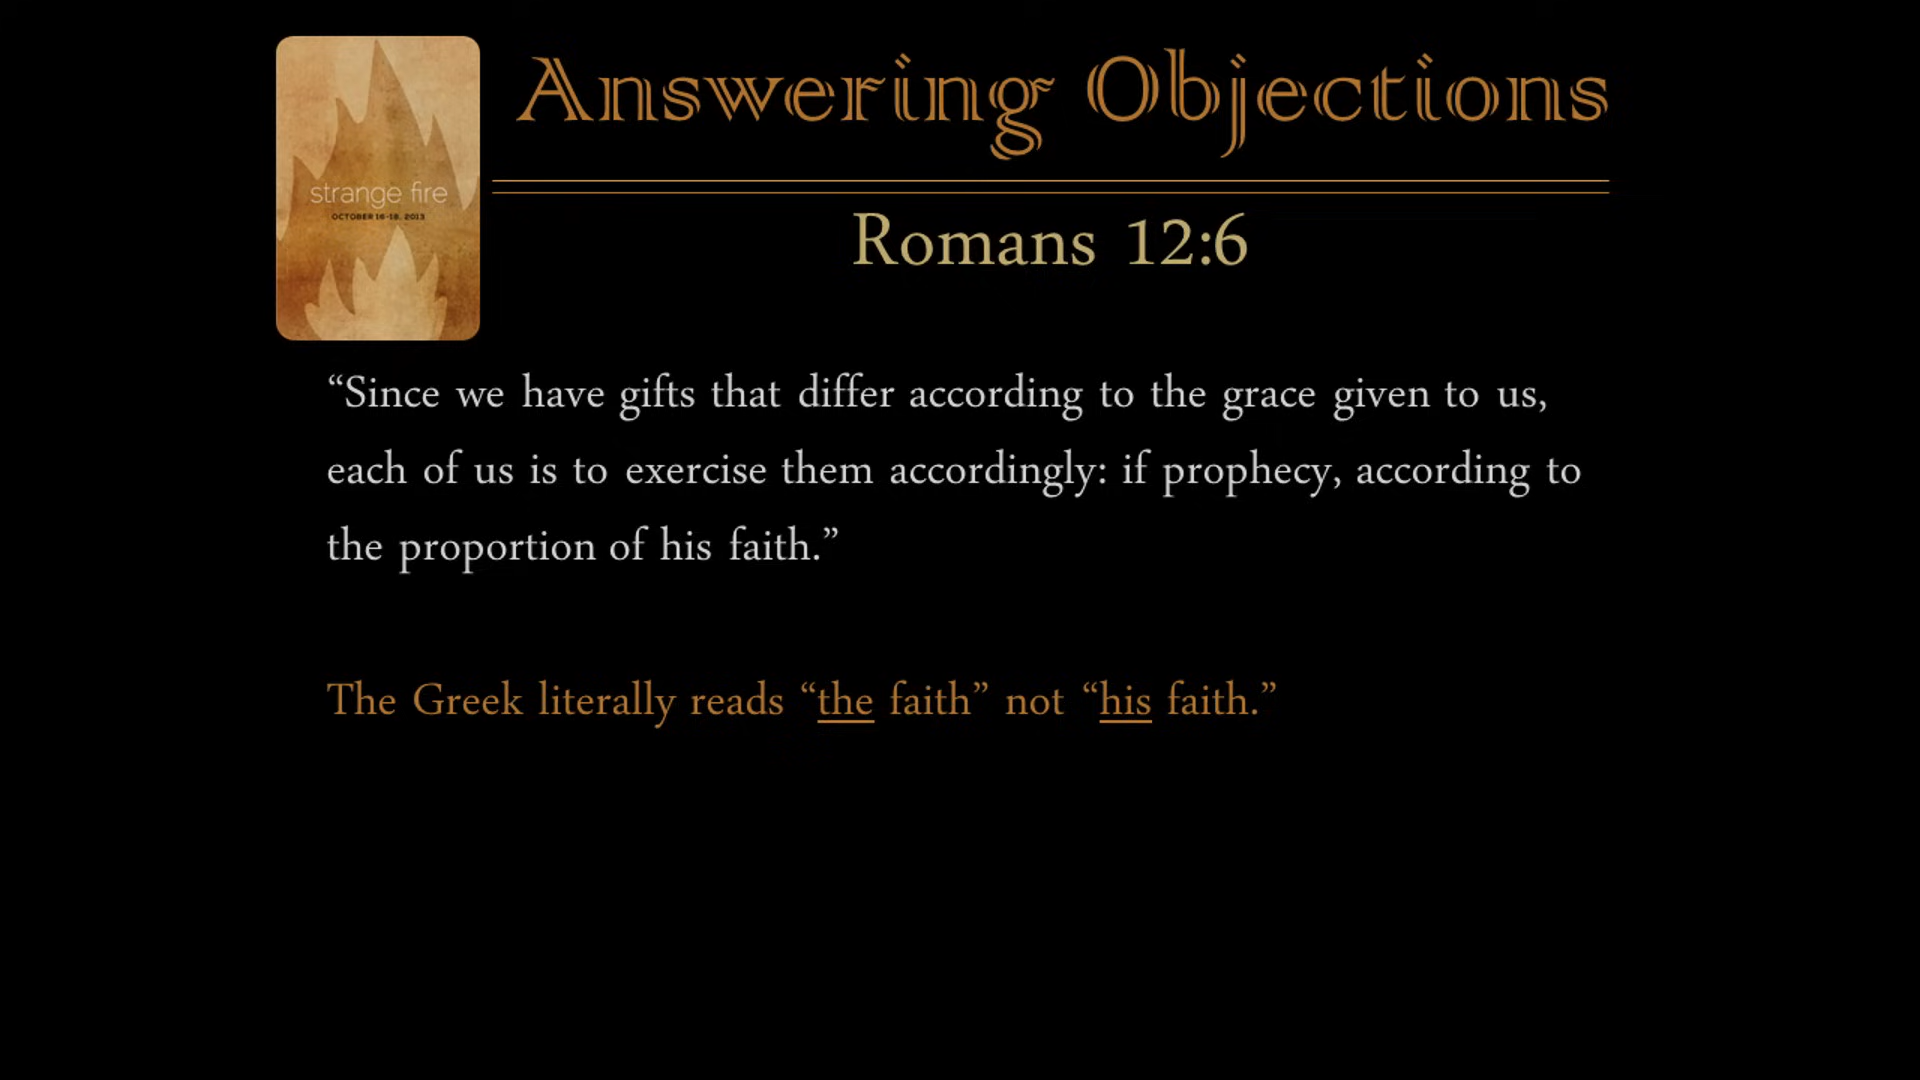 Answering Objections
strange fire
OCTOBER 16-18, 2013
Romans 12:6
“Since we have gifts that differ according to the grace given to us,
each of us is to exercise them accordingly: if prophecy, according to
the proportion of his faith.”
The Greek literally reads “the faith” not “his faith.”